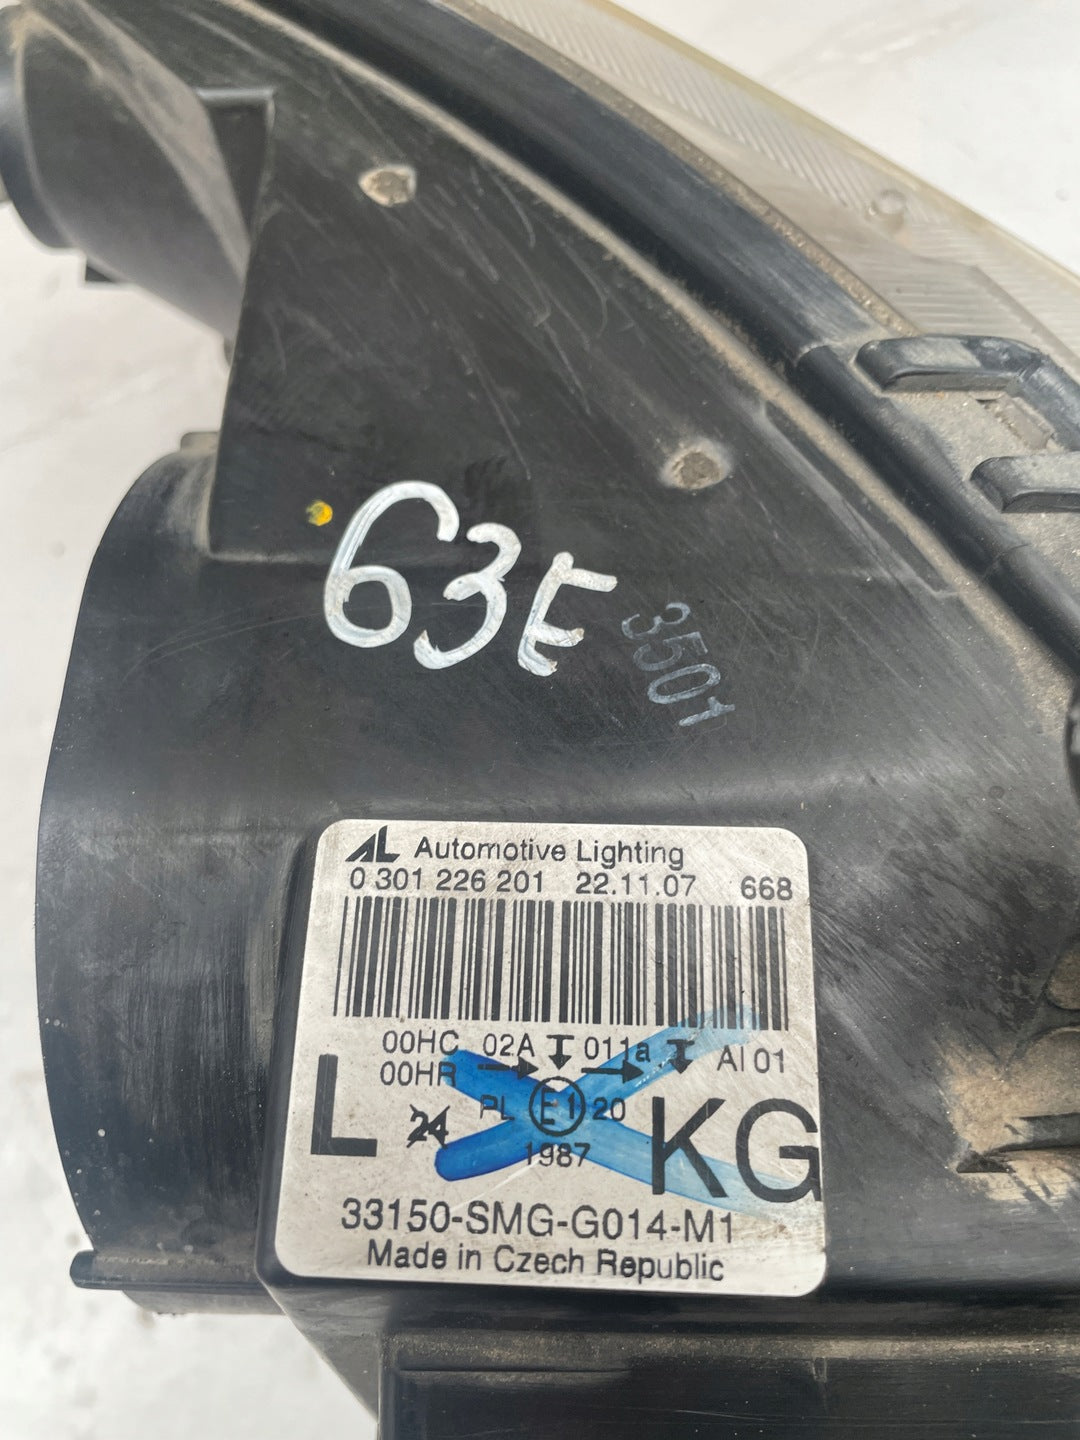 63E
3501
AL Automotive Lighting
0 301 226 201 22.11.07 668
00HC 02A 011a AI 01
00HR
L 24 PL E1 20 KG
1987
33150-SMG-G014-M1
Made in Czech Republic